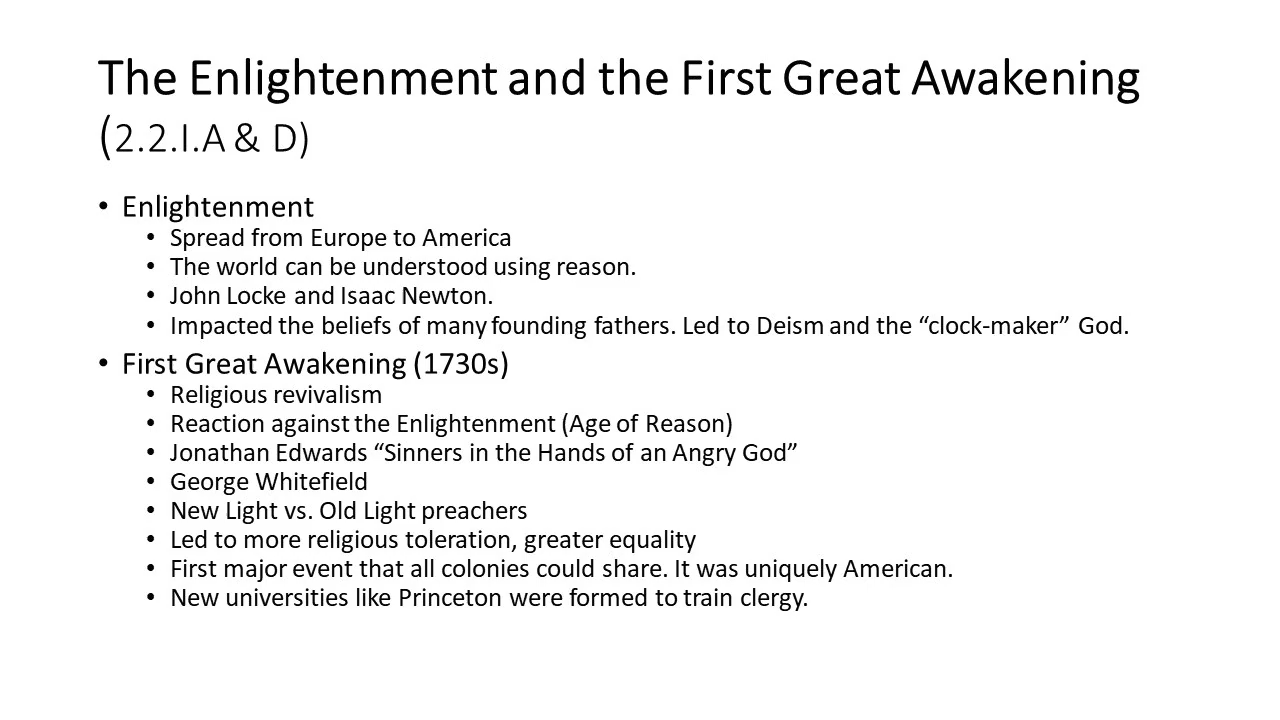 The Enlightenment and the First Great Awakening
(2.2.I.A & D)
• Enlightenment
• Spread from Europe to America
• The world can be understood using reason.
• John Locke and Isaac Newton.
• Impacted the beliefs of many founding fathers. Led to Deism and the “clock-maker” God.
• First Great Awakening (1730s)
• Religious revivalism
• Reaction against the Enlightenment (Age of Reason)
• Jonathan Edwards “Sinners in the Hands of an Angry God”
• George Whitefield
• New Light vs. Old Light preachers
• Led to more religious toleration, greater equality
• First major event that all colonies could share. It was uniquely American.
• New universities like Princeton were formed to train clergy.